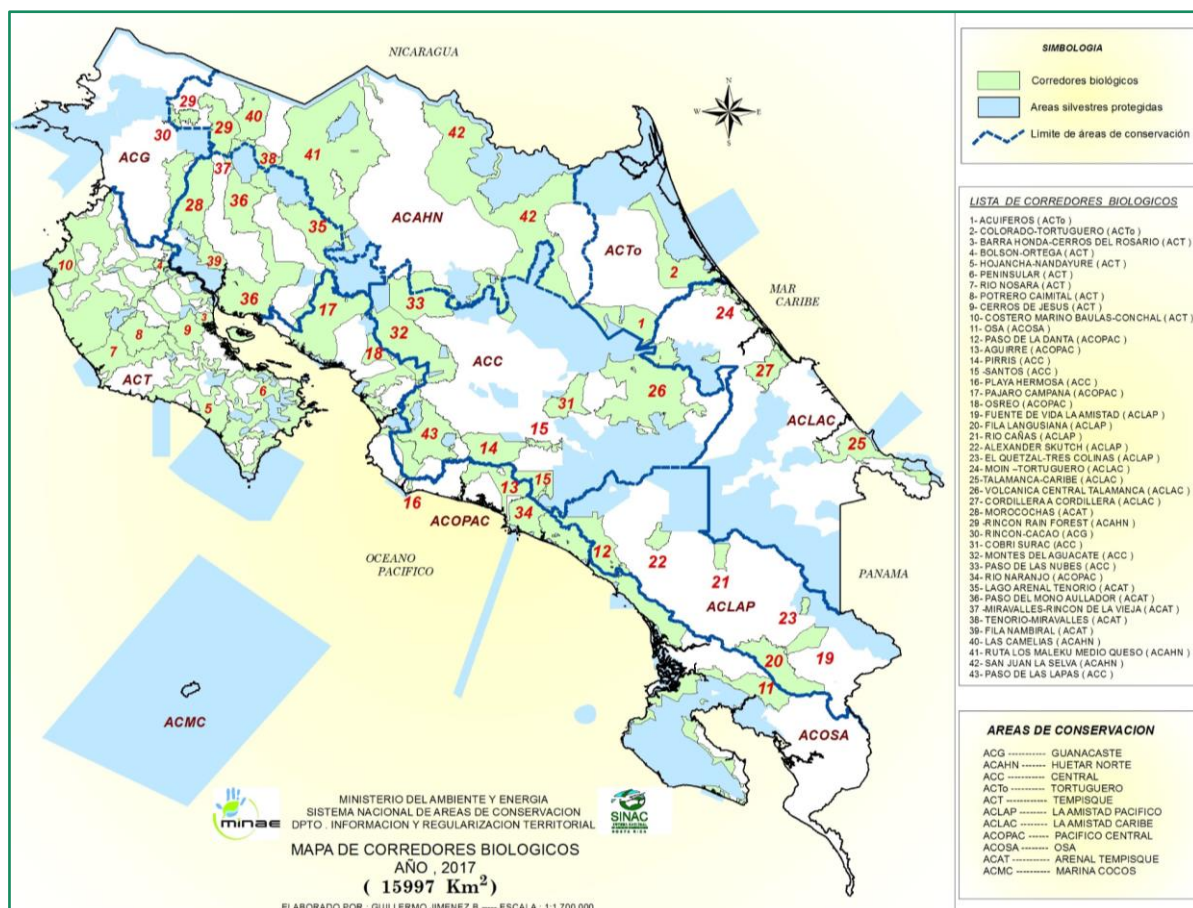 NICARAGUA
N
W E
S
29
29
40
42
30
38
41
37
ACG
28
36
35
42
ACAHN
ACTo
10
4
39
2
36
33
MAR
CARIBE
17
24
3
32
1
8
9
18
ACC
27
7
26
ACT
6
31
ACLAC
5
43
15
25
14
13
15
16
34
ACOPAC
OCEANO
PACIFICO
12
22
21
PANAMA
ACLAP
23
20
19
11
ACMC
ACOSA
minae
MINISTERIO DEL AMBIENTE Y ENERGIA
SISTEMA NACIONAL DE AREAS DE CONSERVACION
DPTO . INFORMACION Y REGULARIZACION TERRITORIAL
SINAC
MAPA DE CORREDORES BIOLOGICOS
AÑO , 2017
( 15997 Km²)
ELABORADO POR : GUILLERMO JIMENEZ B ---- ESCALA : 1:1 700 000
SIMBOLOGIA
Corredores biológicos
Areas silvestres protegidas
Limite de áreas de conservación
LISTA DE CORREDORES BIOLOGICOS
1- ACUIFEROS ( ACTo )
2- COLORADO-TORTUGUERO ( ACTo )
3- BARRA HONDA-CERROS DEL ROSARIO ( ACT )
4- BOLSON-ORTEGA ( ACT )
5- HOJANCHA-NANDAYURE ( ACT )
6- PENINSULAR ( ACT )
7- RIO NOSARA ( ACT )
8- POTRERO CAIMITAL ( ACT )
9- CERROS DE JESUS ( ACT )
10- COSTERO MARINO BAULAS-CONCHAL ( ACT )
11- OSA ( ACOSA )
12- PASO DE LA DANTA ( ACOPAC )
13- AGUIRRE ( ACOPAC )
14- PIRRIS ( ACC )
15 -SANTOS ( ACC )
16- PLAYA HERMOSA ( ACC )
17- PAJARO CAMPANA ( ACOPAC )
18- OSREO ( ACOPAC )
19- FUENTE DE VIDA LA AMISTAD ( ACLAP )
20- FILA LANGUSIANA ( ACLAP )
21- RIO CAÑAS ( ACLAP )
22- ALEXANDER SKUTCH ( ACLAP )
23- EL QUETZAL-TRES COLINAS ( ACLAP )
24- MOIN –TORTUGUERO ( ACLAC )
25-TALAMANCA-CARIBE ( ACLAC )
26- VOLCANICA CENTRAL TALAMANCA ( ACLAC )
27- CORDILLERA A CORDILLERA ( ACLAC )
28- MOROCOCHAS ( ACAT )
29 -RINCON RAIN FOREST ( ACAHN )
30- RINCON-CACAO ( ACG )
31- COBRI SURAC ( ACC )
32- MONTES DEL AGUACATE ( ACC )
33- PASO DE LAS NUBES ( ACC )
34- RIO NARANJO ( ACOPAC )
35- LAGO ARENAL TENORIO ( ACAT )
36- PASO DEL MONO AULLADOR ( ACAT )
37 -MIRAVALLES-RINCON DE LA VIEJA ( ACAT )
38- TENORIO-MIRAVALLES ( ACAT )
39- FILA NAMBIRAL ( ACAT )
40- LAS CAMELIAS ( ACAHN )
41- RUTA LOS MALEKU MEDIO QUESO ( ACAHN )
42- SAN JUAN LA SELVA ( ACAHN )
43- PASO DE LAS LAPAS ( ACC )
AREAS DE CONSERVACION
ACG ---------- GUANACASTE
ACAHN ------- HUETAR NORTE
ACC ---------- CENTRAL
ACTo --------- TORTUGUERO
ACT ----------- TEMPISQUE
ACLAP ------- LA AMISTAD PACIFICO
ACLAC -------- LA AMISTAD CARIBE
ACOPAC ------ PACIFICO CENTRAL
ACOSA -------- OSA
ACAT ----------- ARENAL TEMPISQUE
ACMC ---------- MARINA COCOS